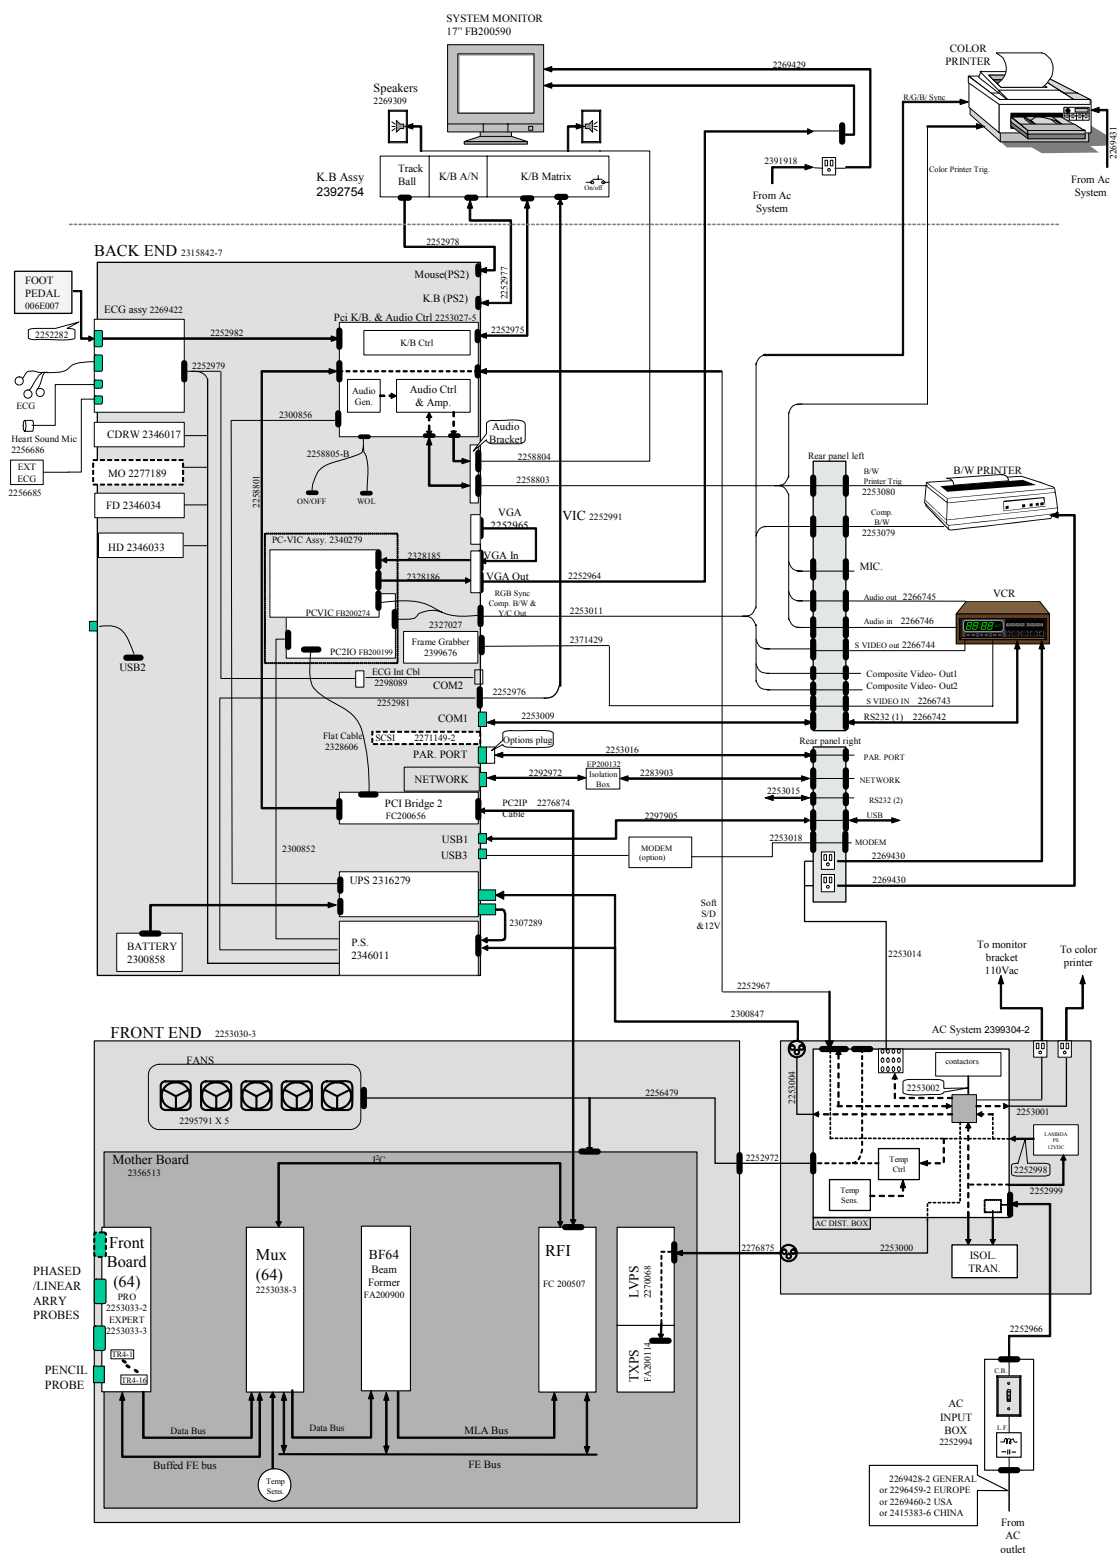 SYSTEM MONITOR
17" FB200590
COLOR
PRINTER
2269429
Speakers
2269309
R/G/B/ Sync
2269431
2391918
K.B Assy
2392754
Track
Ball
K/B A/N
K/B Matrix
On/off
From Ac
System
Color Printer Trig.
From Ac
System
BACK END 2315842-7
2252978
2252977
FOOT
PEDAL
006E007
Mouse(PS2)
K.B (PS2)
ECG assy 2269422
Pci K/B. & Audio Ctrl 2253027-5
2252282
2252982
2252975
K/B Ctrl
2252979
ECG
Audio
Gen.
Audio Ctrl
& Amp.
2300856
Heart Sound Mic
2256686
CDRW 2346017
Audio
Bracket
EXT
ECG
2256685
MO 2277189
2258805-B
2258804
2258801
2258803
ON/OFF
WOL
FD 2346034
HD 2346033
VGA
2252965
VIC 2252991
PC-VIC Assy. 2340279
2328185
VGA In
2328186
VGA Out
2252964
RGB Sync
Comp. B/W &
Y/C Out
PCVIC FB200274
2253011
2327027
PC2IO FB200199
Frame Grabber
2399676
2371429
USB2
ECG Int Cbl
2298089
COM2
2252981
2252976
COM1
2253009
Flat Cable
2328606
SCSI 2271149-2
Options plug
PAR. PORT
2253016
NETWORK
2292972
EP200132
Isolation
Box
2283903
PCI Bridge 2
FC200656
PC2IP 2276874
Cable
2253015
USB1
2297905
USB3
MODEM
(option)
2253018
2300852
UPS 2316279
2307289
BATTERY
2300858
P.S.
2346011
Rear panel left
B/W
Printer Trig
2253080
B/W PRINTER
Comp.
B/W
2253079
MIC.
VCR
Audio out 2266745
Audio in 2266746
S VIDEO out 2266744
Composite Video- Out1
Composite Video- Out2
S VIDEO IN 2266743
RS232 (1) 2266742
Rear panel right
PAR. PORT
NETWORK
RS232 (2)
USB
MODEM
2269430
2269430
Soft
S/D
&12V
2253014
To monitor
bracket
110Vac
To color
printer
2252967
2300847
FRONT END 2253030-3
AC System 2399304-2
FANS
2295791 X 5
2256479
contactors
2253002
2253004
2253001
LAMBDA
PS
12VDC
2252998
2252999
Mother Board
2356513
I²C
2252972
Temp
Ctrl
Temp
Sens.
AC DIST. BOX
Front
Board
(64)
PRO
2253033-2
EXPERT
2253033-3
TR4-1
TR4-16
Mux
(64)
2253038-3
BF64
Beam
Former
FA200900
RFI
FC 200507
LVPS
2270068
TXPS
FA200114
2276875
2253000
ISOL.
TRAN.
PHASED
/LINEAR
ARRY
PROBES
PENCIL
PROBE
2252966
Data Bus
Data Bus
MLA Bus
Buffed FE bus
FE Bus
Temp
Sens.
C.B.
AC
INPUT
BOX
2252994
L.F.
2269428-2 GENERAL
or 2296459-2 EUROPE
or 2269460-2 USA
or 2415383-6 CHINA
From
AC
outlet